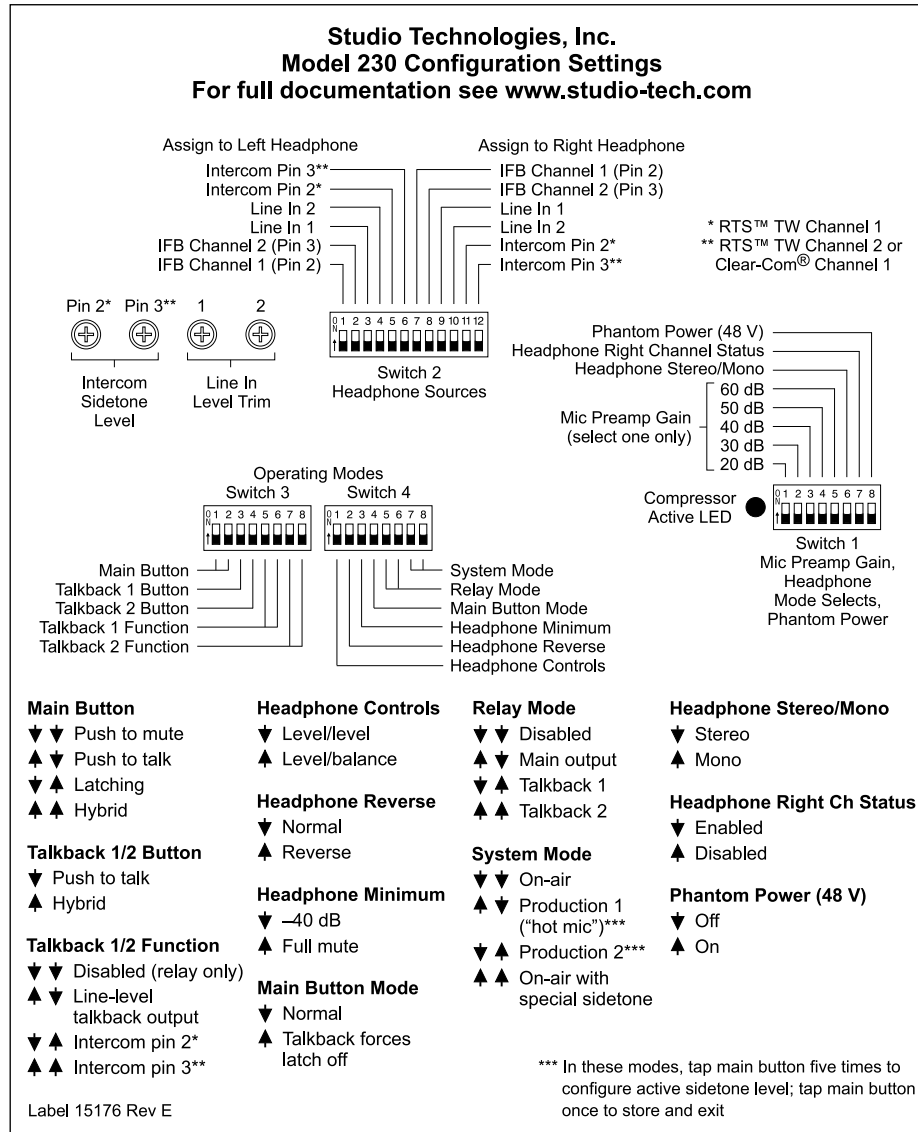 Studio Technologies, Inc.
Model 230 Configuration Settings
For full documentation see www.studio-tech.com
Assign to Left Headphone
Intercom Pin 3**
Intercom Pin 2*
Line In 2
Line In 1
IFB Channel 2 (Pin 3)
IFB Channel 1 (Pin 2)
Assign to Right Headphone
IFB Channel 1 (Pin 2)
IFB Channel 2 (Pin 3)
Line In 1
Line In 2
Intercom Pin 2*
Intercom Pin 3**
* RTS™ TW Channel 1
** RTS™ TW Channel 2 or
Clear-Com® Channel 1
Pin 2* Pin 3** 1 2
Intercom
Sidetone
Level
Line In
Level Trim
O
N
1 2 3 4 5 6 7 8 9 10 11 12
Switch 2
Headphone Sources
Phantom Power (48 V)
Headphone Right Channel Status
Headphone Stereo/Mono
Mic Preamp Gain
(select one only)
60 dB
50 dB
40 dB
30 dB
20 dB
Compressor
Active LED
O
N
1 2 3 4 5 6 7 8
Switch 1
Mic Preamp Gain,
Headphone
Mode Selects,
Phantom Power
Operating Modes
Switch 3 Switch 4
O
N
1 2 3 4 5 6 7 8
O
N
1 2 3 4 5 6 7 8
Main Button
Talkback 1 Button
Talkback 2 Button
Talkback 1 Function
Talkback 2 Function
System Mode
Relay Mode
Main Button Mode
Headphone Minimum
Headphone Reverse
Headphone Controls
Main Button
Push to mute
Push to talk
Latching
Hybrid
Talkback 1/2 Button
Push to talk
Hybrid
Talkback 1/2 Function
Disabled (relay only)
Line-level
talkback output
Intercom pin 2*
Intercom pin 3**
Headphone Controls
Level/level
Level/balance
Headphone Reverse
Normal
Reverse
Headphone Minimum
–40 dB
Full mute
Main Button Mode
Normal
Talkback forces
latch off
Relay Mode
Disabled
Main output
Talkback 1
Talkback 2
System Mode
On-air
Production 1
(“hot mic”)***
Production 2***
On-air with
special sidetone
Headphone Stereo/Mono
Stereo
Mono
Headphone Right Ch Status
Enabled
Disabled
Phantom Power (48 V)
Off
On
*** In these modes, tap main button five times to
configure active sidetone level; tap main button
once to store and exit
Label 15176 Rev E